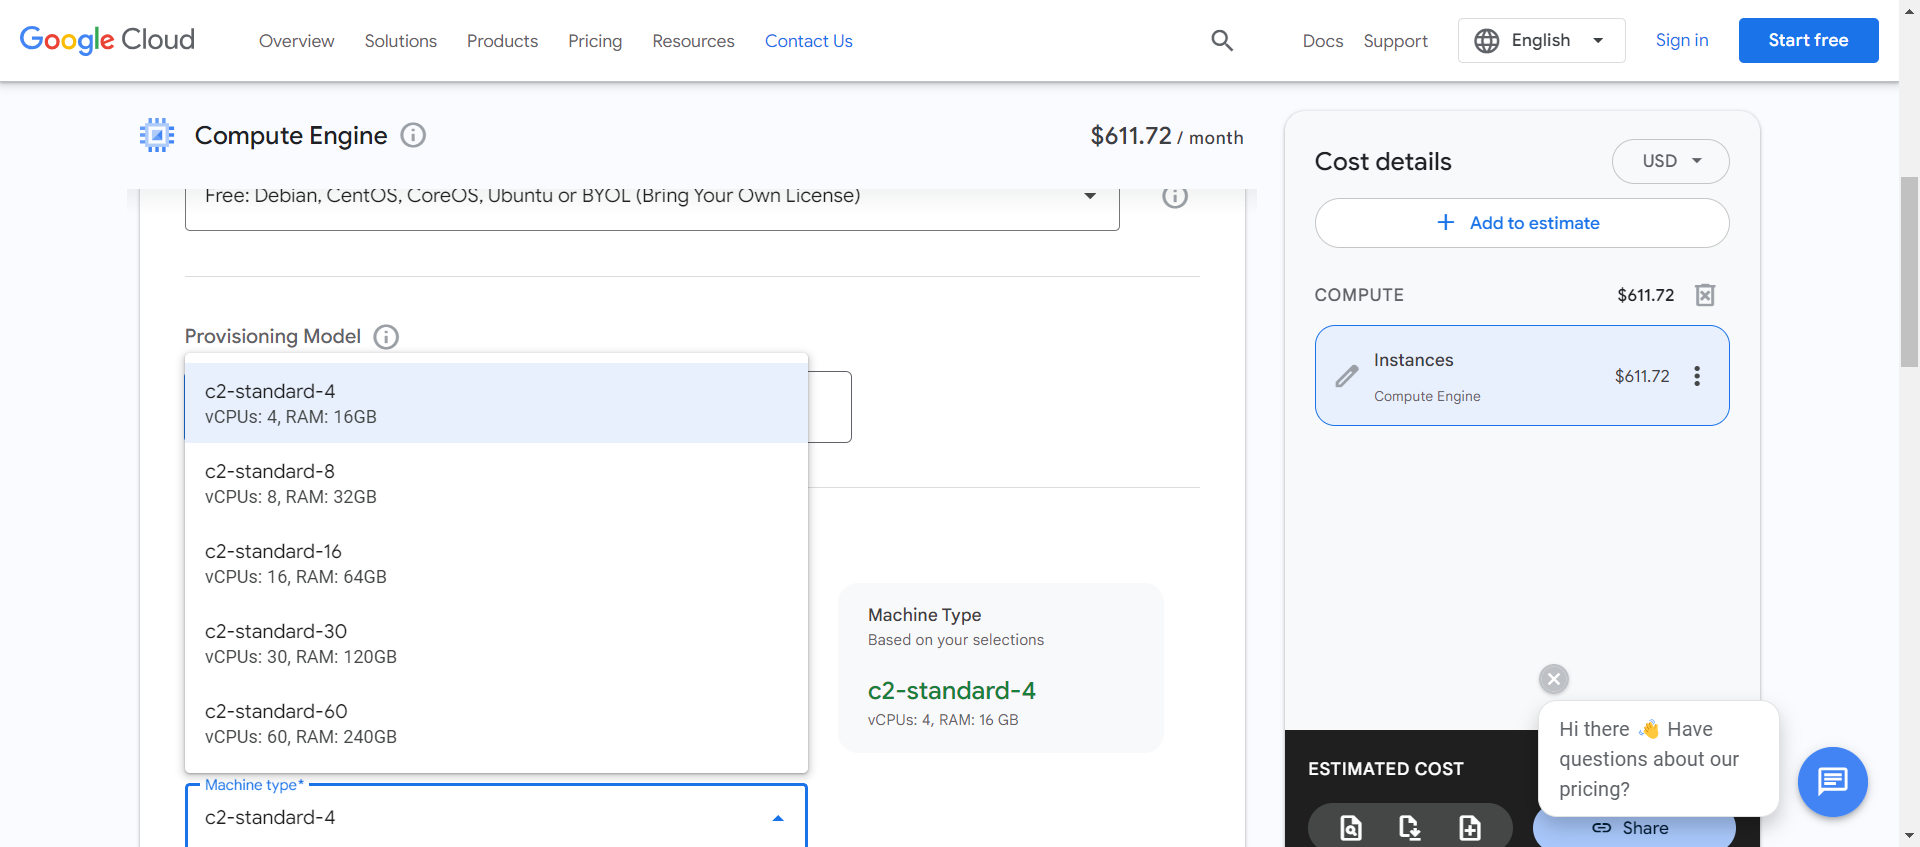 Google Cloud
Overview Solutions Products Pricing Resources Contact Us
Docs Support English Sign in Start free
Compute Engine
$611.72 / month
Free: Debian, CentOS, CoreOS, Ubuntu or BYOL (Bring Your Own License)
Provisioning Model
c2-standard-4
vCPUs: 4, RAM: 16GB
c2-standard-8
vCPUs: 8, RAM: 32GB
c2-standard-16
vCPUs: 16, RAM: 64GB
c2-standard-30
vCPUs: 30, RAM: 120GB
c2-standard-60
vCPUs: 60, RAM: 240GB
Machine type*
c2-standard-4
Machine Type
Based on your selections
c2-standard-4
vCPUs: 4, RAM: 16 GB
Cost details
USD
Add to estimate
COMPUTE $611.72
Instances
Compute Engine
$611.72
ESTIMATED COST
Share
Hi there 👋 Have
questions about our
pricing?